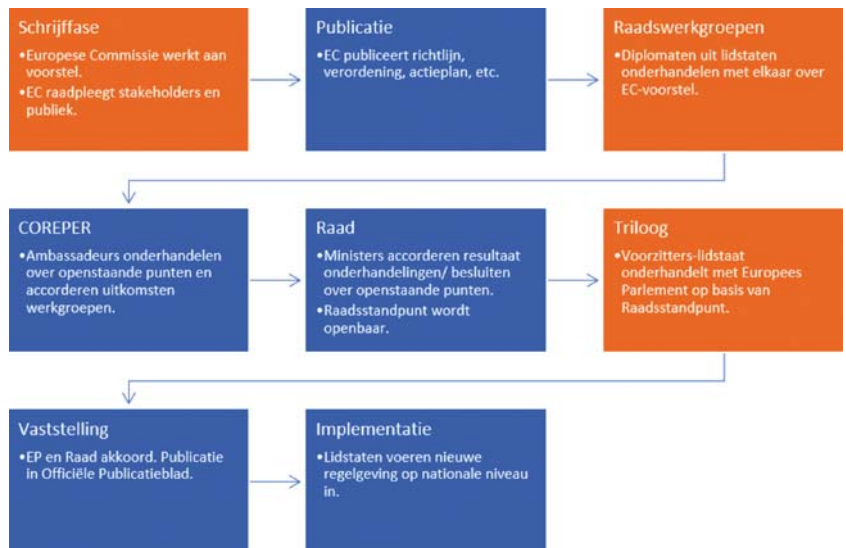 Schrijffase
•Europese Commissie werkt aan
voorstel.
•EC raadpleegt stakeholders en
publiek.
Publicatie
•EC publiceert richtlijn,
verordening, actieplan, etc.
Raadswerkgroepen
•Diplomaten uit lidstaten
onderhandelen met elkaar over
EC-voorstel.
COREPER
•Ambassadeurs onderhandelen
over openstaande punten en
accorderen uitkomsten
werkgroepen.
Raad
•Ministers accorderen resultaat
onderhandelingen/ besluiten
over openstaande punten.
•Raadsstandpunt wordt
openbaar.
Triloog
•Voorzitters-lidstaat
onderhandelt met Europees
Parlement op basis van
Raadsstandpunt.
Vaststelling
•EP en Raad akkoord. Publicatie
in Officiële Publicatieblad.
Implementatie
•Lidstaten voeren nieuwe
regelgeving op nationale niveau
in.